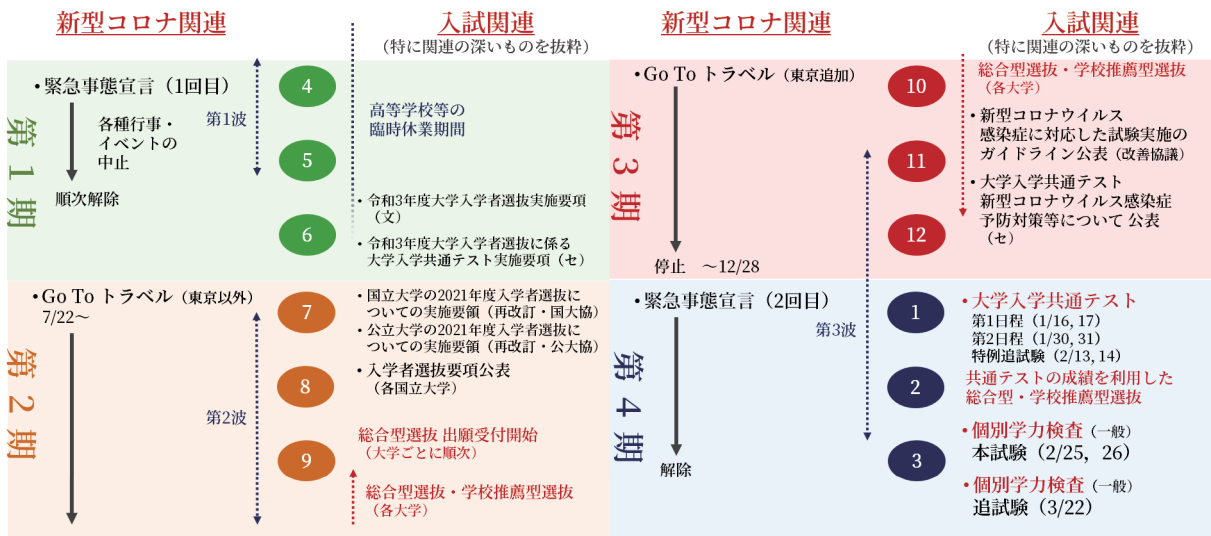 新型コロナ関連
入試関連
（特に関連の深いものを抜粋）
第1期
・緊急事態宣言（1回目）
各種行事・
イベントの
中止
順次解除
第1波
4
5
6
高等学校等の
臨時休業期間
・令和3年度大学入学者選抜実施要項
（文）
・令和3年度大学入学者選抜に係る
大学入学共通テスト実施要項（セ）
第2期
・Go To トラベル（東京以外）
7/22～
第2波
7
8
9
・国立大学の2021年度入学者選抜に
ついての実施要領（再改訂・国大協）
・公立大学の2021年度入学者選抜に
ついての実施要領（再改訂・公大協）
・入学者選抜要項公表
（各国立大学）
総合型選抜 出願受付開始
（大学ごとに順次）
総合型選抜・学校推薦型選抜
（各大学）
新型コロナ関連
入試関連
（特に関連の深いものを抜粋）
第3期
・Go To トラベル（東京追加）
停止　～12/28
10
11
12
総合型選抜・学校推薦型選抜
（各大学）
・新型コロナウイルス
感染症に対応した試験実施の
ガイドライン公表（改善協議）
・大学入学共通テスト
新型コロナウイルス感染症
予防対策等について 公表
（セ）
第4期
・緊急事態宣言（2回目）
解除
第3波
1
2
3
・大学入学共通テスト
第1日程（1/16, 17）
第2日程（1/30, 31）
特例追試験（2/13, 14）
共通テストの成績を利用した
総合型・学校推薦型選抜
・個別学力検査（一般）
本試験（2/25，26）
・個別学力検査（一般）
追試験（3/22）